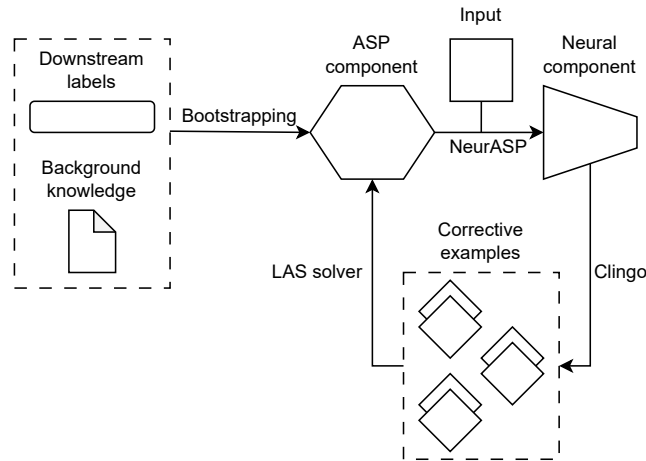 Downstream
labels
Background
knowledge
Bootstrapping
ASP
component
Input
NeurASP
Neural
component
LAS solver
Corrective
examples
Clingo